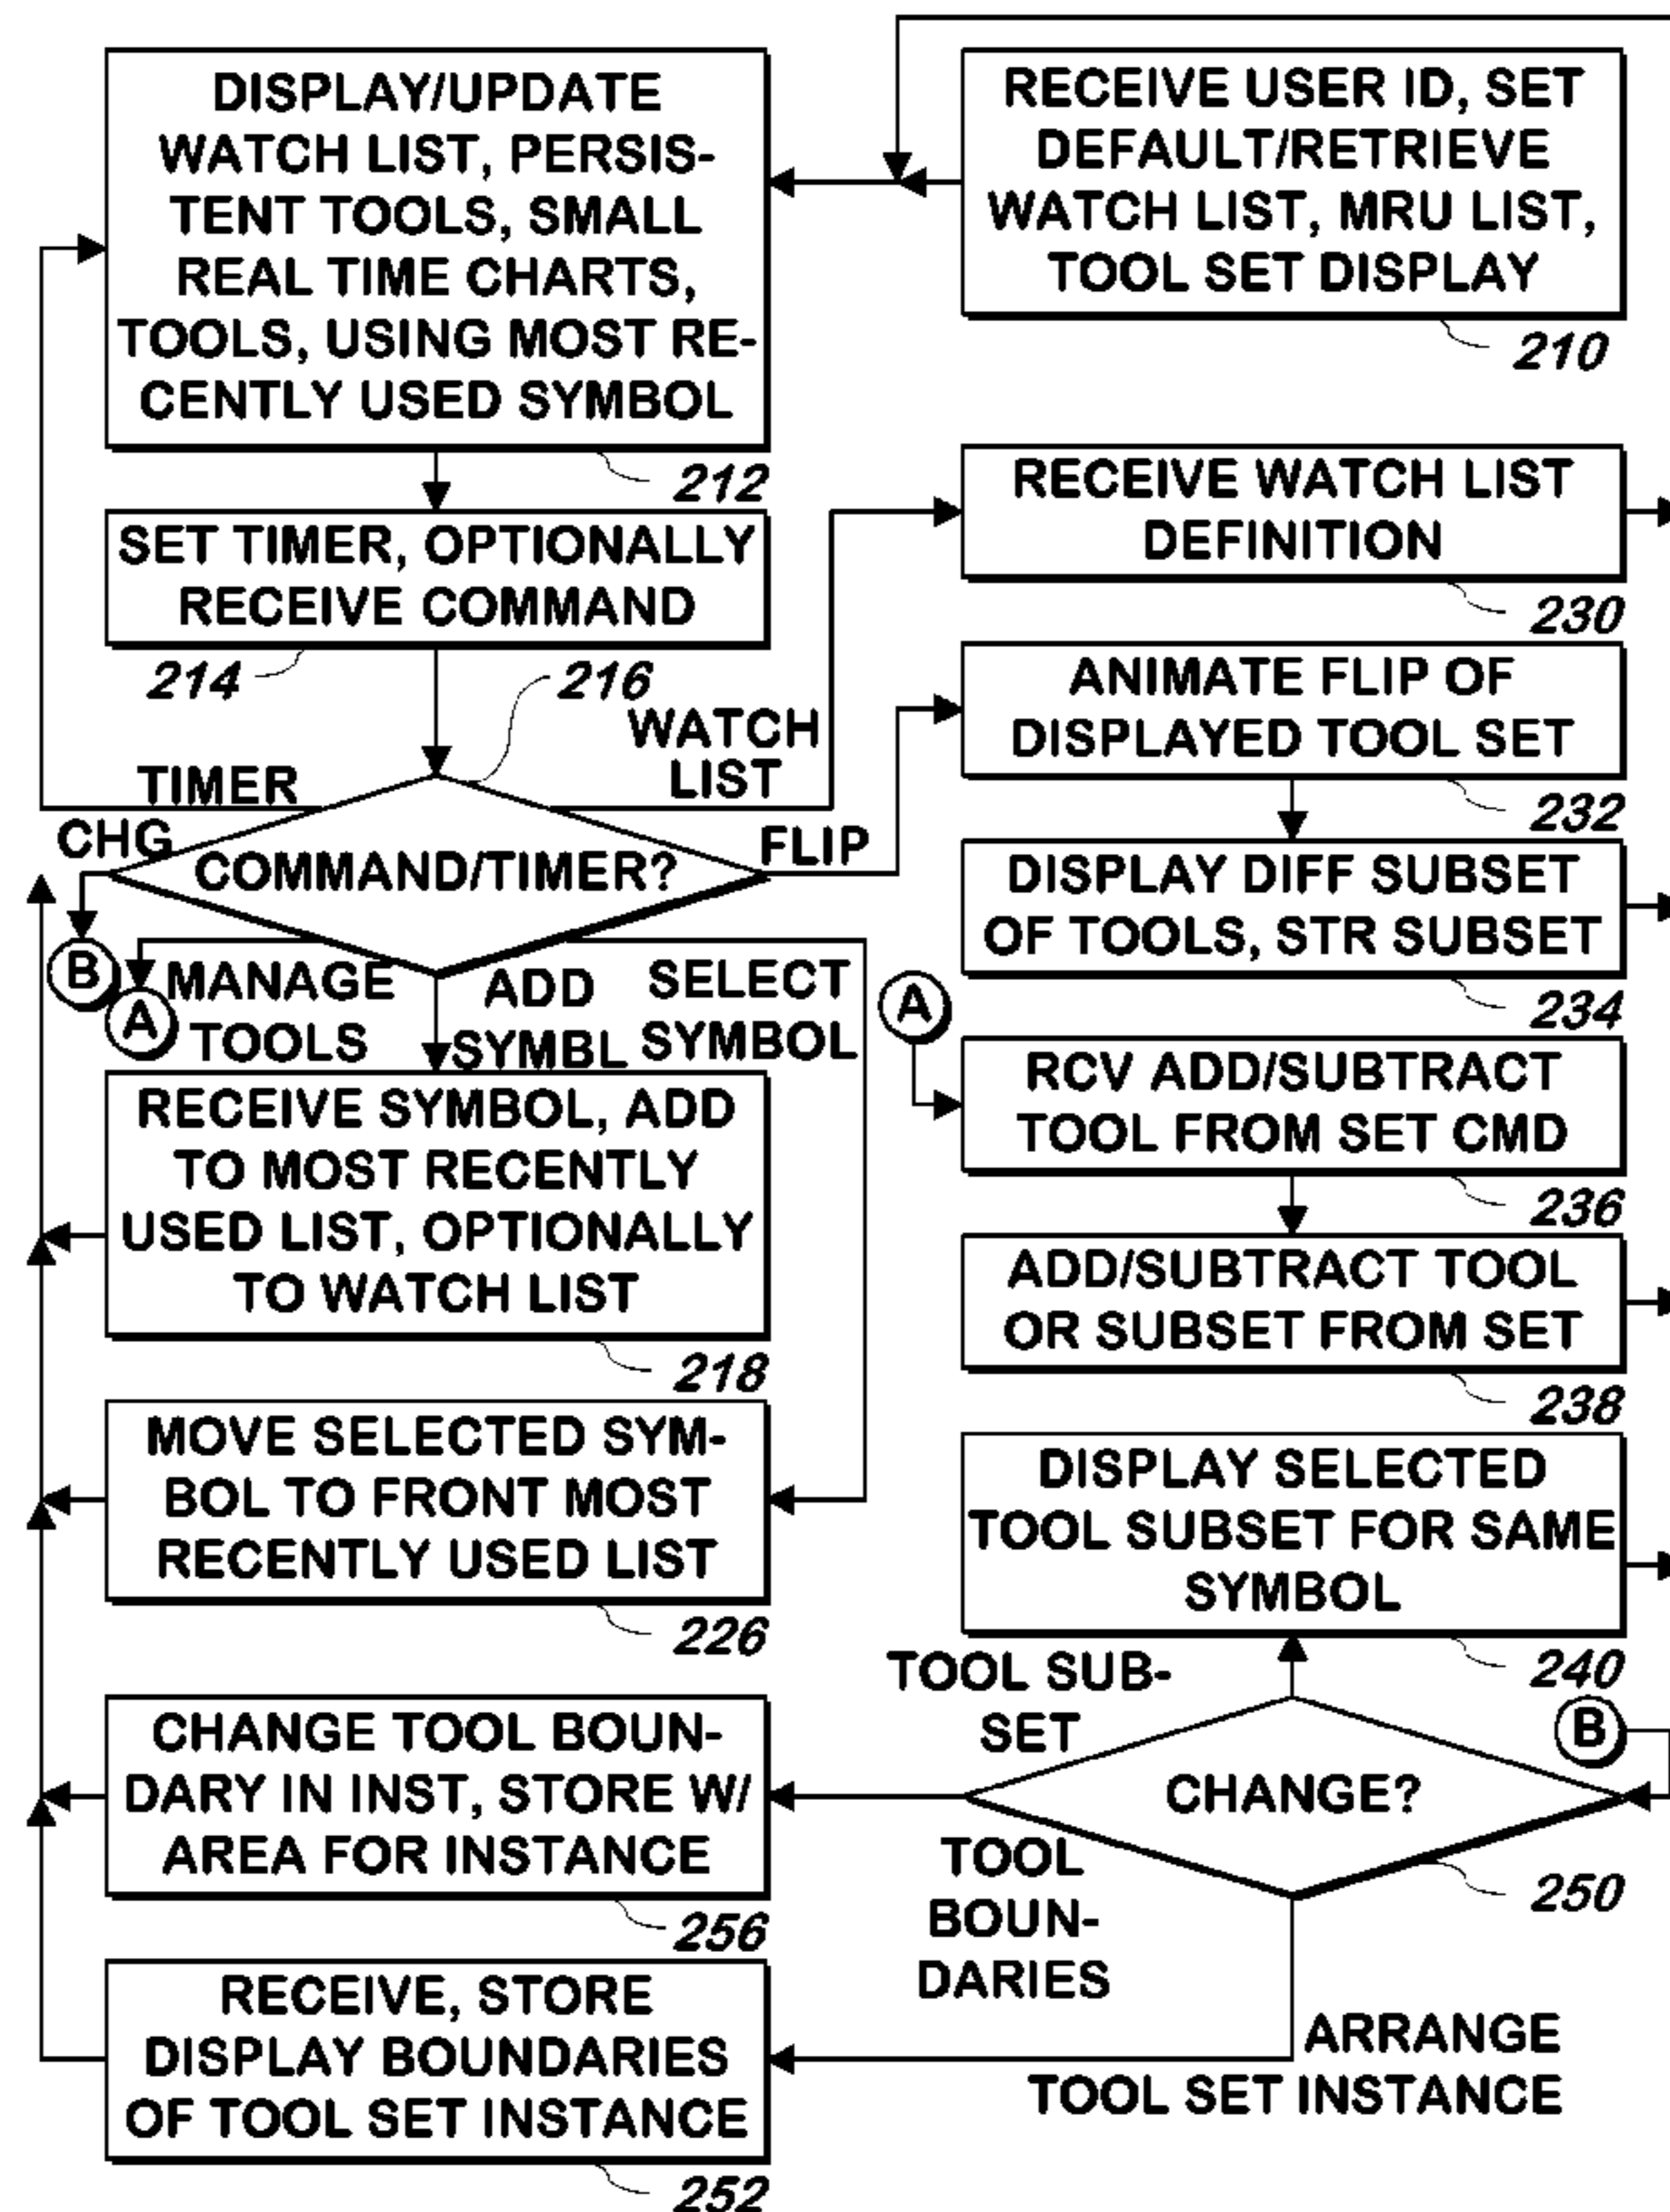 DISPLAY/UPDATE
WATCH LIST, PERSIS-
TENT TOOLS, SMALL
REAL TIME CHARTS,
TOOLS, USING MOST RE-
CENTLY USED SYMBOL
212
RECEIVE USER ID, SET
DEFAULT/RETRIEVE
WATCH LIST, MRU LIST,
TOOL SET DISPLAY
210
SET TIMER, OPTIONALLY
RECEIVE COMMAND
214
216
RECEIVE WATCH LIST
DEFINITION
230
WATCH
LIST
TIMER
CHG
COMMAND/TIMER?
FLIP
ANIMATE FLIP OF
DISPLAYED TOOL SET
232
DISPLAY DIFF SUBSET
OF TOOLS, STR SUBSET
234
B
A
MANAGE
TOOLS
ADD
SYMBL
SELECT
SYMBOL
A
RCV ADD/SUBTRACT
TOOL FROM SET CMD
236
RECEIVE SYMBOL, ADD
TO MOST RECENTLY
USED LIST, OPTIONALLY
TO WATCH LIST
218
ADD/SUBTRACT TOOL
OR SUBSET FROM SET
238
MOVE SELECTED SYM-
BOL TO FRONT MOST
RECENTLY USED LIST
226
DISPLAY SELECTED
TOOL SUBSET FOR SAME
SYMBOL
240
TOOL SUB-
SET
B
CHANGE?
250
CHANGE TOOL BOUN-
DARY IN INST, STORE W/
AREA FOR INSTANCE
256
TOOL
BOUN-
DARIES
RECEIVE, STORE
DISPLAY BOUNDARIES
OF TOOL SET INSTANCE
252
ARRANGE
TOOL SET INSTANCE